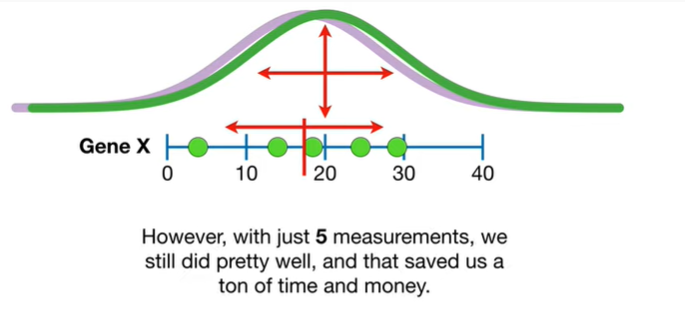 Gene X
0 10 20 30 40
However, with just 5 measurements, we
still did pretty well, and that saved us a
ton of time and money.